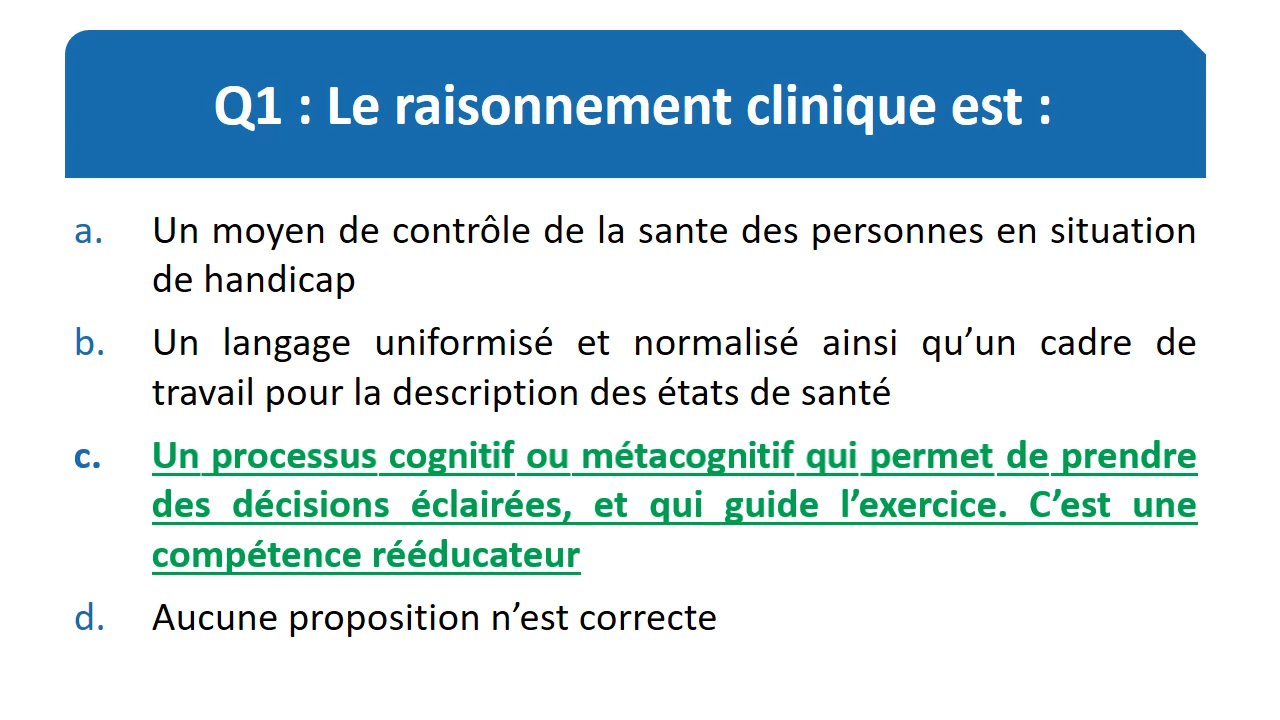 Q1 : Le raisonnement clinique est :
a. Un moyen de contrôle de la sante des personnes en situation
de handicap
b. Un langage uniformisé et normalisé ainsi qu’un cadre de
travail pour la description des états de santé
c. Un processus cognitif ou métacognitif qui permet de prendre
des décisions éclairées, et qui guide l’exercice. C’est une
compétence rééducateur
d. Aucune proposition n’est correcte